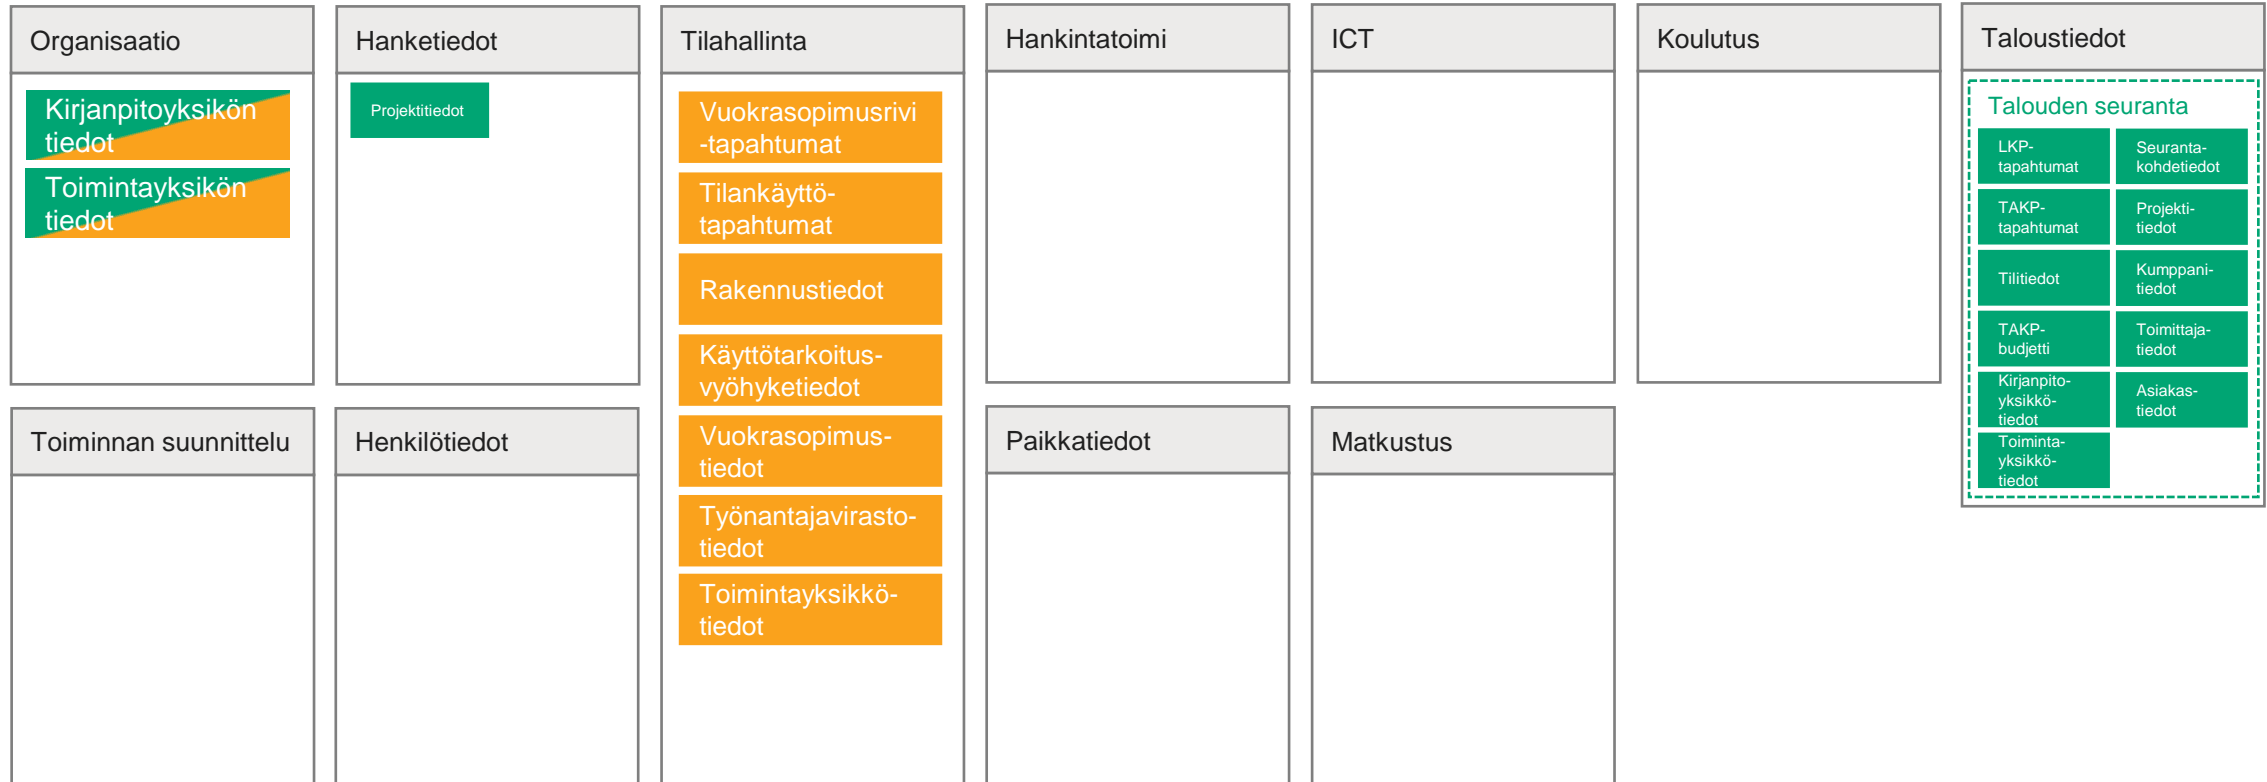 Organisaatio
Kirjanpitoyksikön
tiedot
Toimintayksikön
tiedot
Hanketiedot
Projektitiedot
Tilahallinta
Vuokrasopimusrivi
-tapahtumat
Tilankäyttö-
tapahtumat
Rakennustiedot
Käyttötarkoitus-
vyöhyketiedot
Vuokrasopimus-
tiedot
Työnantajavirasto-
tiedot
Toimintayksikkö-
tiedot
Hankintatoimi
ICT
Koulutus
Taloustiedot
Talouden seuranta
LKP-
tapahtumat
Seuranta-
kohdetiedot
TAKP-
tapahtumat
Projekti-
tiedot
Tilitiedot
Kumppani-
tiedot
TAKP-
budjetti
Toimittaja-
tiedot
Kirjanpito-
yksikkö-
tiedot
Asiakas-
tiedot
Toiminta-
yksikkö-
tiedot
Toiminnan suunnittelu
Henkilötiedot
Paikkatiedot
Matkustus